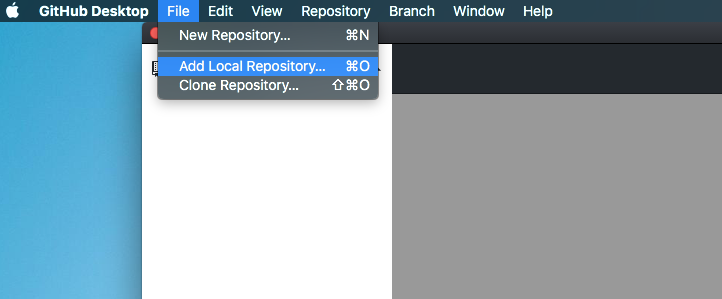 GitHub Desktop File Edit View Repository Branch Window Help
New Repository... ⌘N
Add Local Repository... ⌘O
Clone Repository... ⇧⌘O